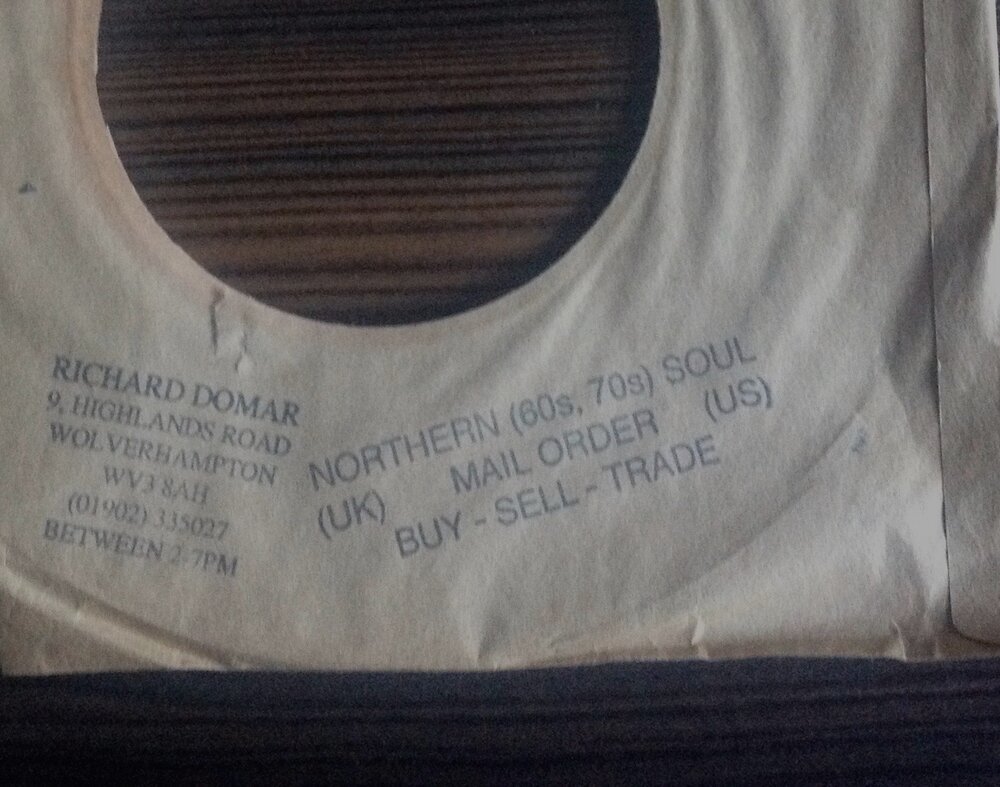 RICHARD DOMAR
9, HIGHLANDS ROAD
WOLVERHAMPTON
WV3 8AH
(01902) 335027
BETWEEN 2-7PM
NORTHERN (60s, 70s) SOUL
(UK) MAIL ORDER (US)
BUY - SELL - TRADE